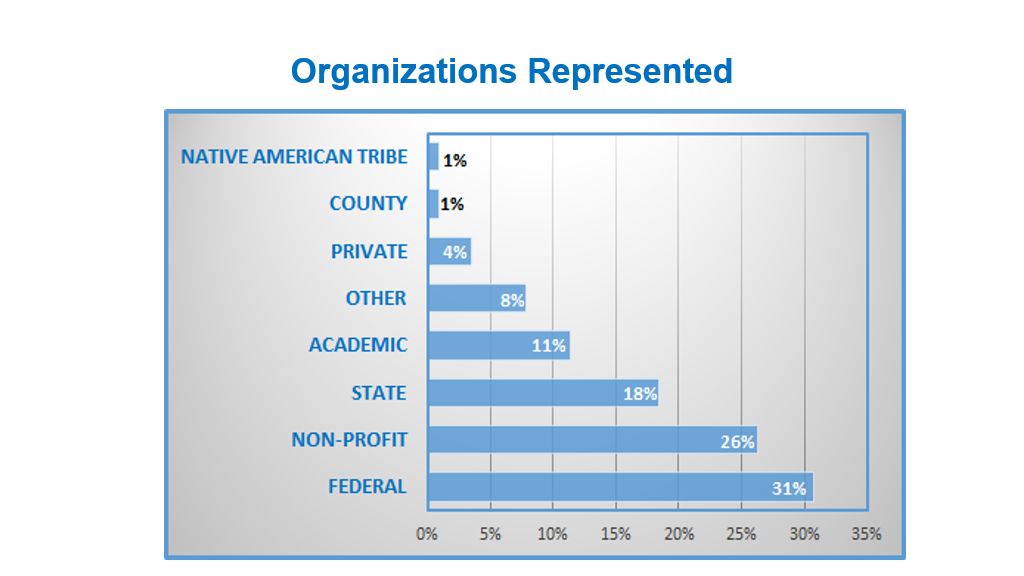 Organizations Represented
NATIVE AMERICAN TRIBE 1%
COUNTY 1%
PRIVATE 4%
OTHER 8%
ACADEMIC 11%
STATE 18%
NON-PROFIT 26%
FEDERAL 31%
0% 5% 10% 15% 20% 25% 30% 35%